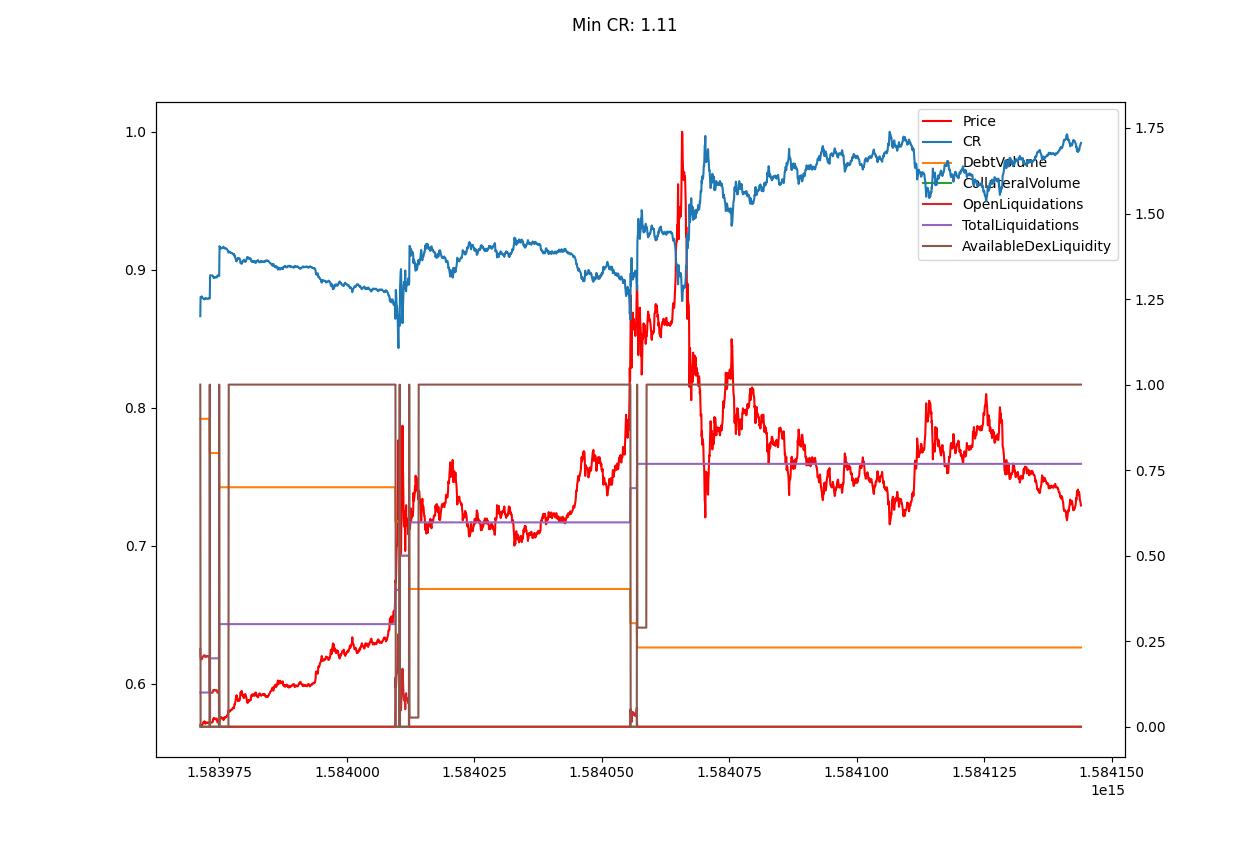 Min CR: 1.11
1.0
0.9
0.8
0.7
0.6
1.75
1.50
1.25
1.00
0.75
0.50
0.25
0.00
Price
CR
DebtVolume
CollateralVolume
OpenLiquidations
TotalLiquidations
AvailableDexLiquidity
1.583975 1.584000 1.584025 1.584050 1.584075 1.584100 1.584125 1.584150
1e15